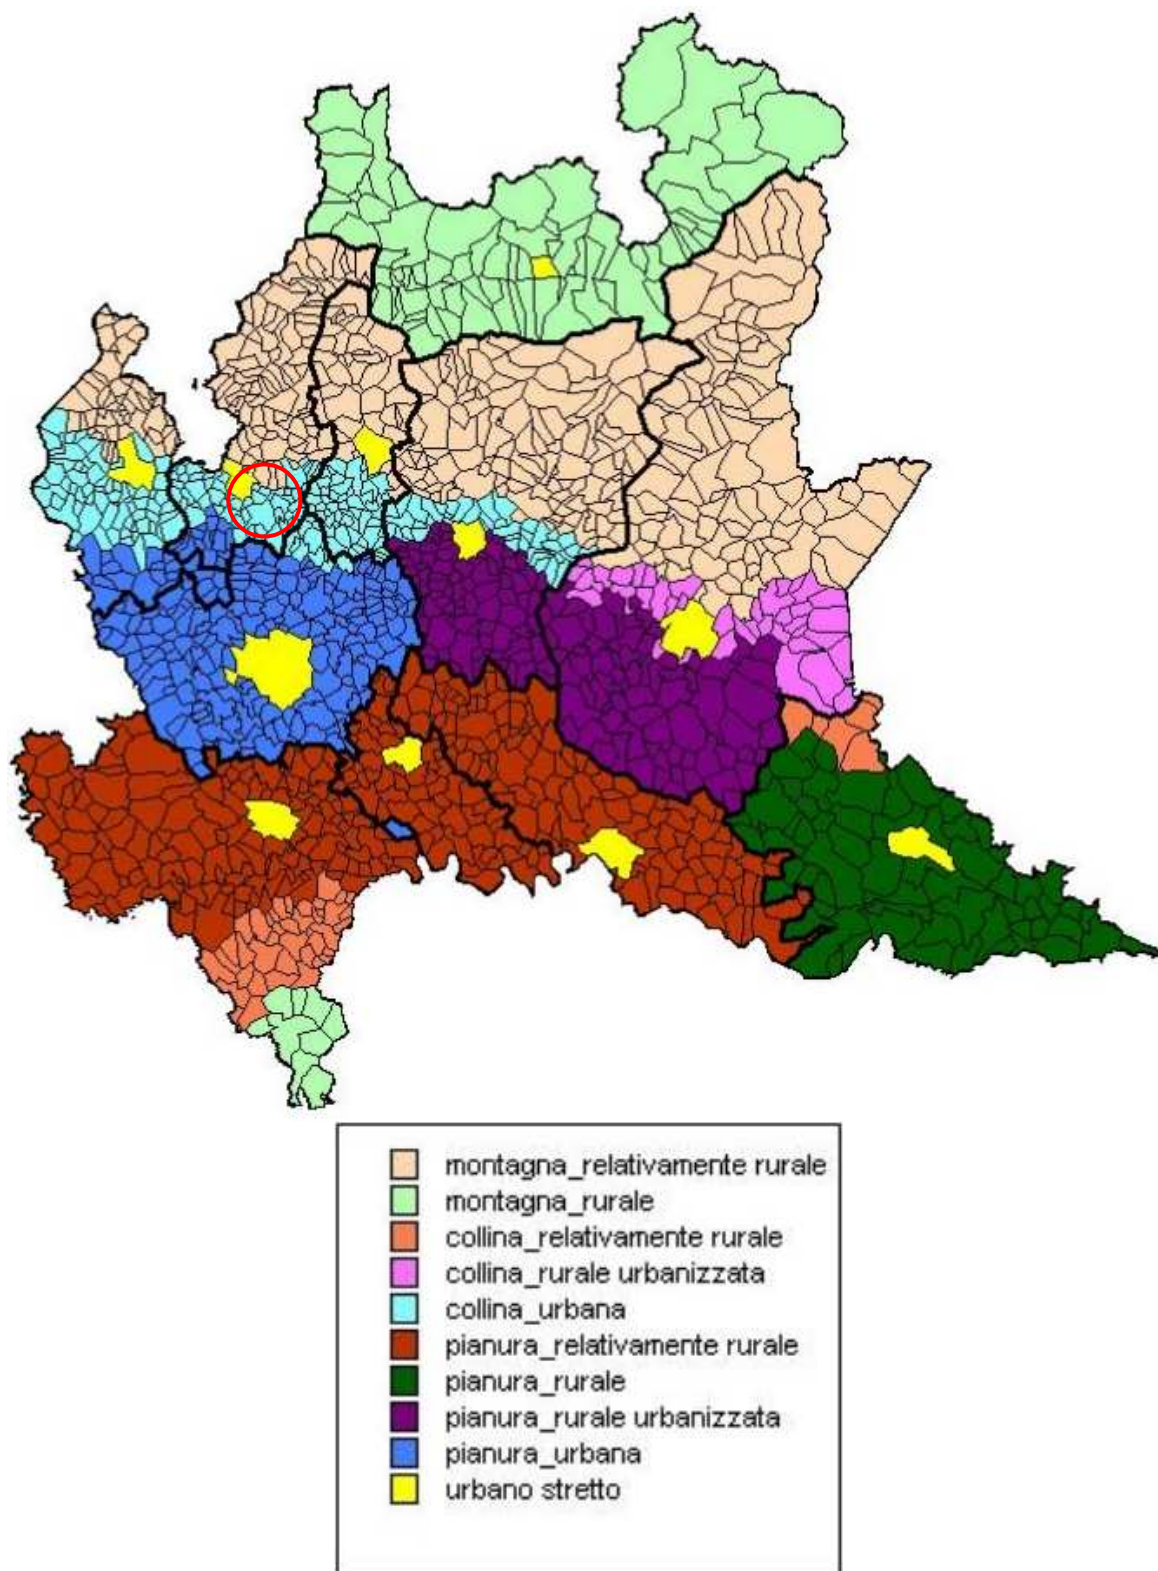 montagna_relativamente rurale
montagna_rurale
collina_relativamente rurale
collina_rurale urbanizzata
collina_urbana
pianura_relativamente rurale
pianura_rurale
pianura_rurale urbanizzata
pianura_urbana
urbano stretto